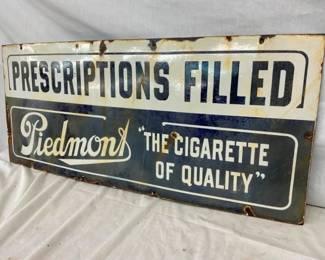 PRESCRIPTIONS FILLED
Piedmont
"THE CIGARETTE
OF QUALITY"